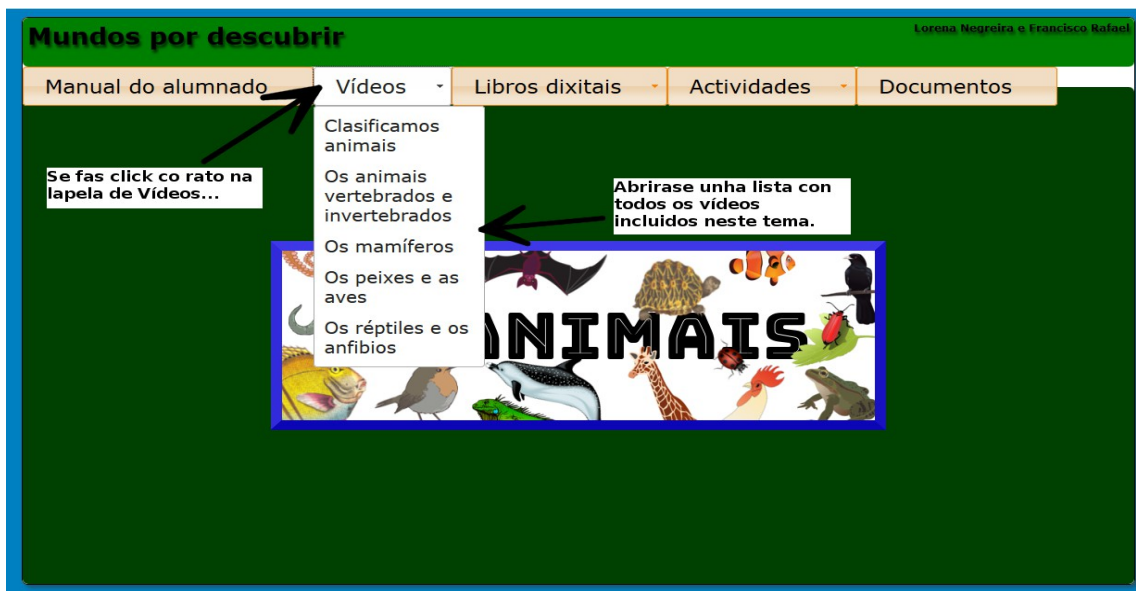 Mundos por descubrir
Lorena Negreira e Francisco Rafael
Manual do alumnado
Vídeos
Libros dixitais
Actividades
Documentos
Clasificamos
animais
Os animais
vertebrados e
invertebrados
Os mamíferos
Os peixes e as
aves
Os réptiles e os
anfibios
Se fas click co rato na
lapela de Vídeos...
Abrirase unha lista con
todos os vídeos
incluidos neste tema.
ANIMAIS